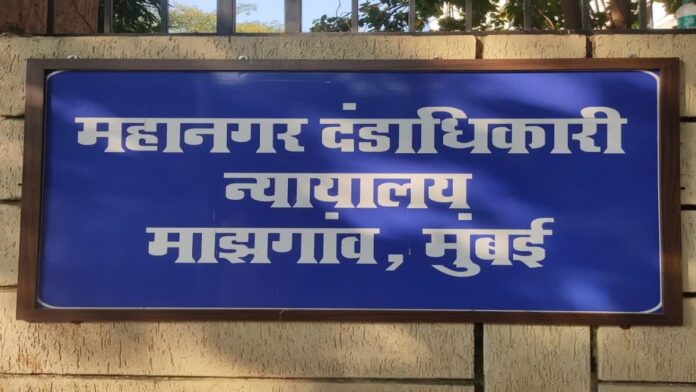 महानगर दंडाधिकारी
न्याय़ालय़
माझगांव, मुंबई